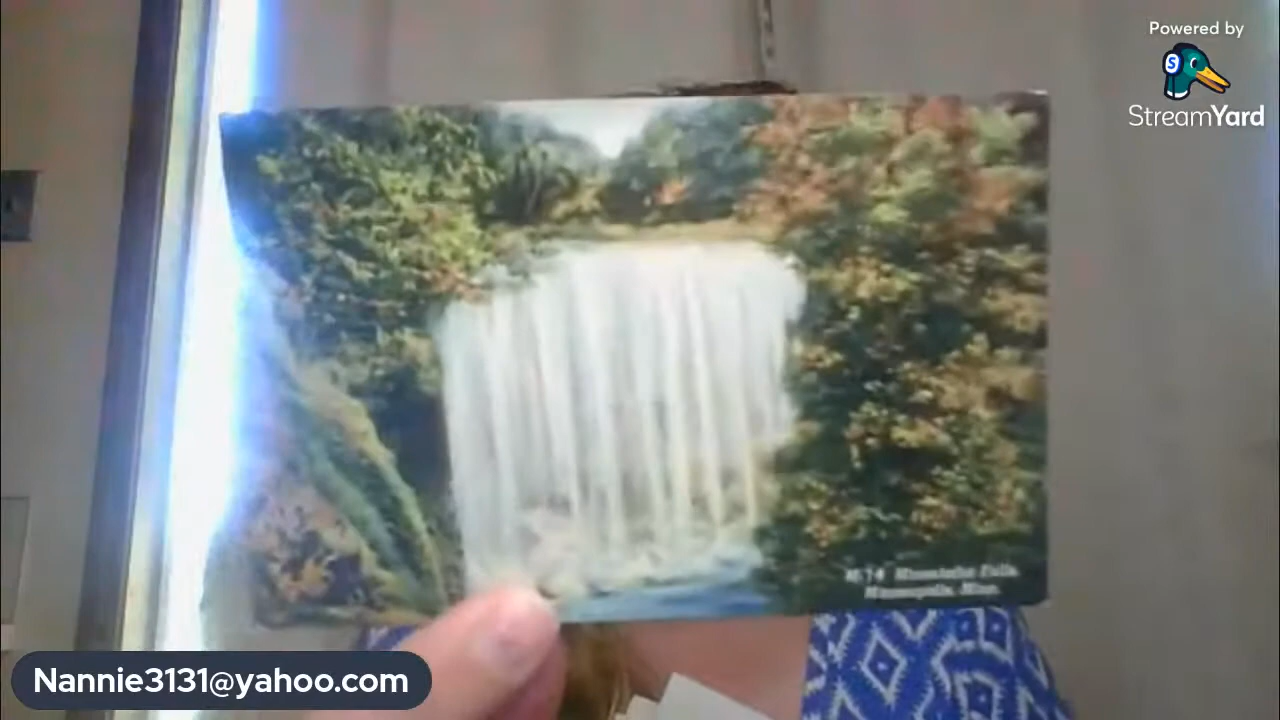 Powered by
StreamYard
Minnehaha Falls
Minneapolis, Minn.
Nannie3131@yahoo.com